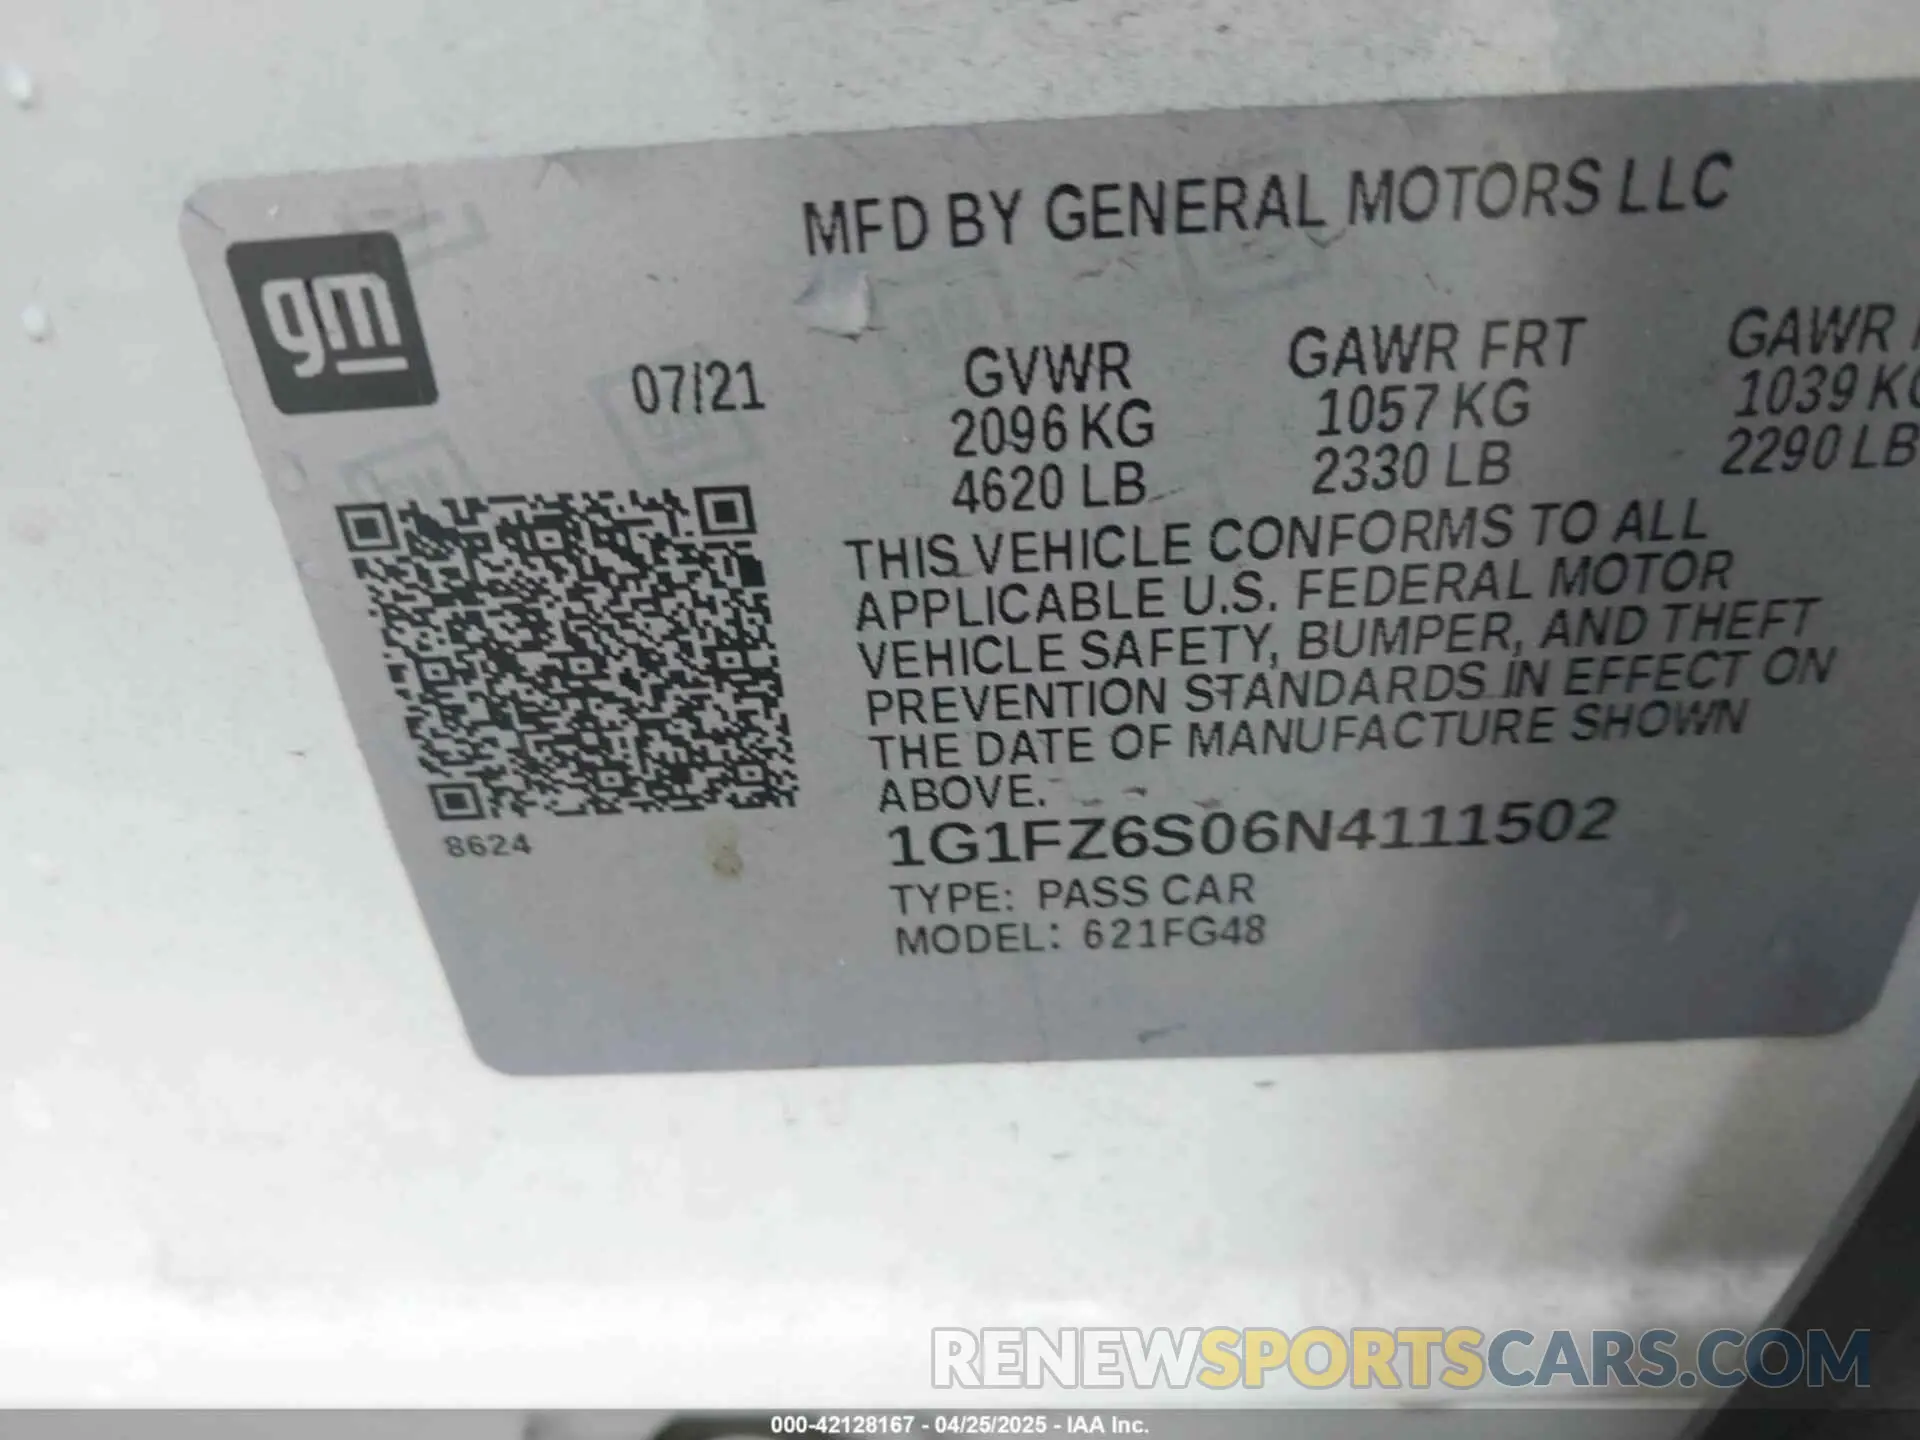 MFD BY GENERAL MOTORS LLC
gm
07/21
GVWR
2096 KG
4620 LB
GAWR FRT
1057 KG
2330 LB
GAWR
1039 KG
2290 LB
THIS VEHICLE CONFORMS TO ALL
APPLICABLE U.S. FEDERAL MOTOR
VEHICLE SAFETY, BUMPER, AND THEFT
PREVENTION STANDARDS IN EFFECT ON
THE DATE OF MANUFACTURE SHOWN
ABOVE.
8624
1G1FZ6S06N4111502
TYPE: PASS CAR
MODEL: 621FG48
RENEWSPORTSCARS.COM
000-42128167 - 04/25/2025 - IAA Inc.